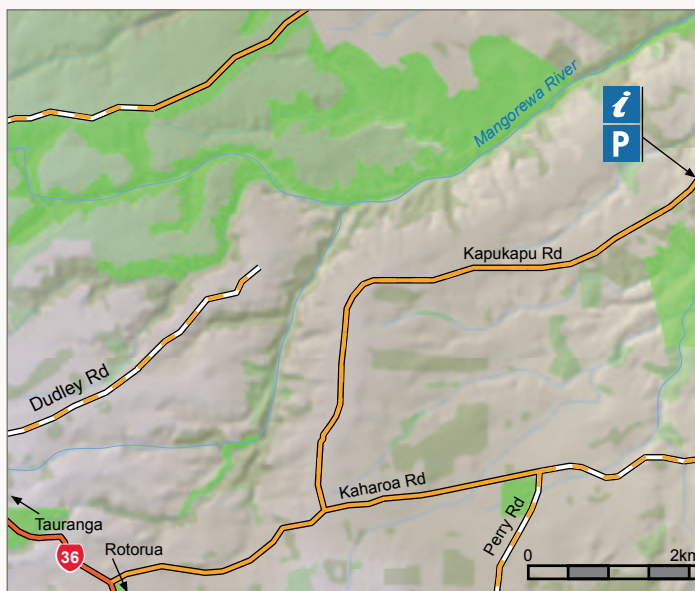 Mangorewa River
i
P
Kapukapu Rd
Dudley Rd
Kaharoa Rd
Perry Rd
Tauranga
36
Rotorua
0 2km